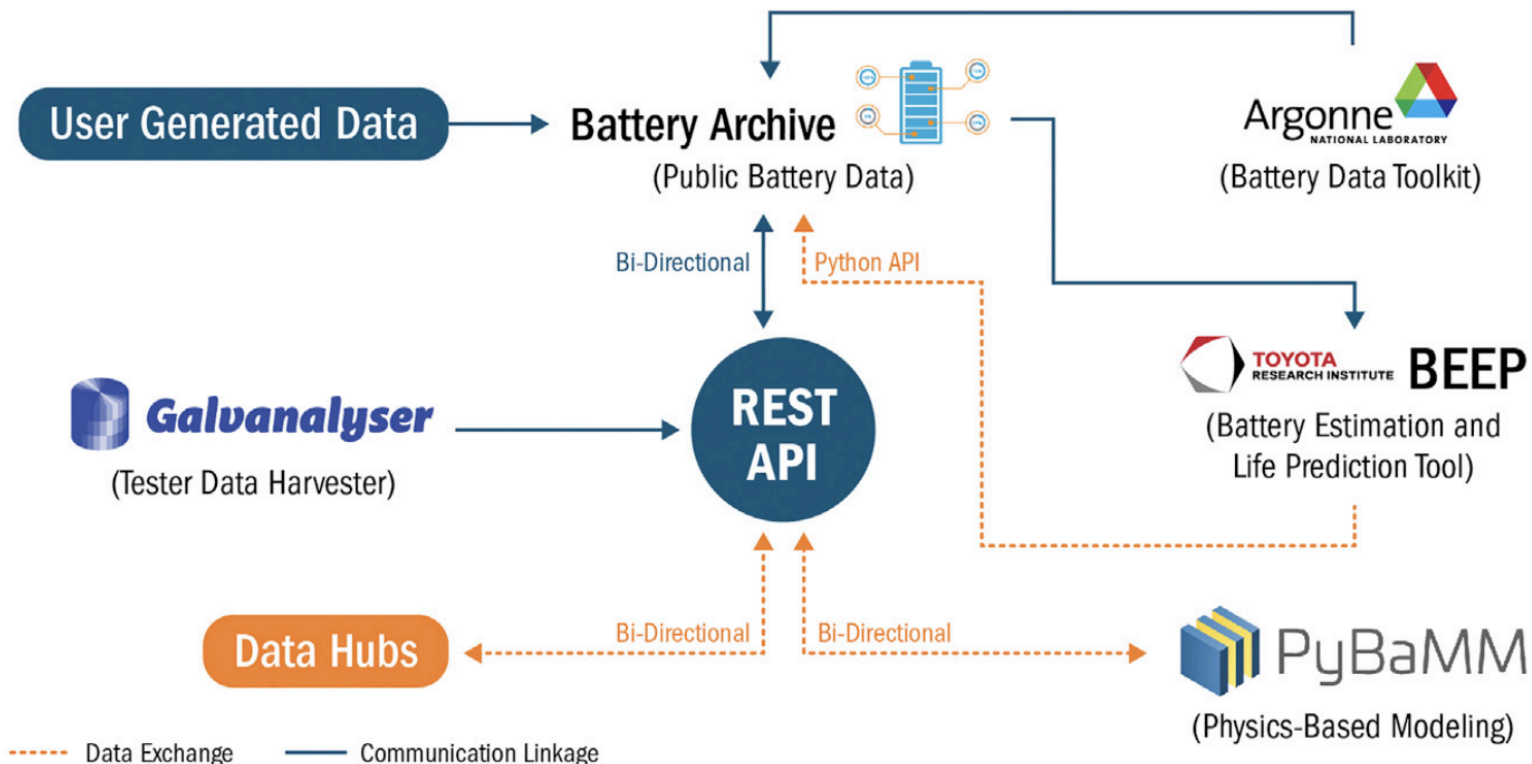 User Generated Data
Battery Archive
(Public Battery Data)
Argonne
NATIONAL LABORATORY
(Battery Data Toolkit)
Bi-Directional
Python API
Galvanalyser
(Tester Data Harvester)
REST
API
TOYOTA
RESEARCH INSTITUTE
BEEP
(Battery Estimation and
Life Prediction Tool)
Data Hubs
Bi-Directional
Bi-Directional
PyBaMM
(Physics-Based Modeling)
Data Exchange
Communication Linkage